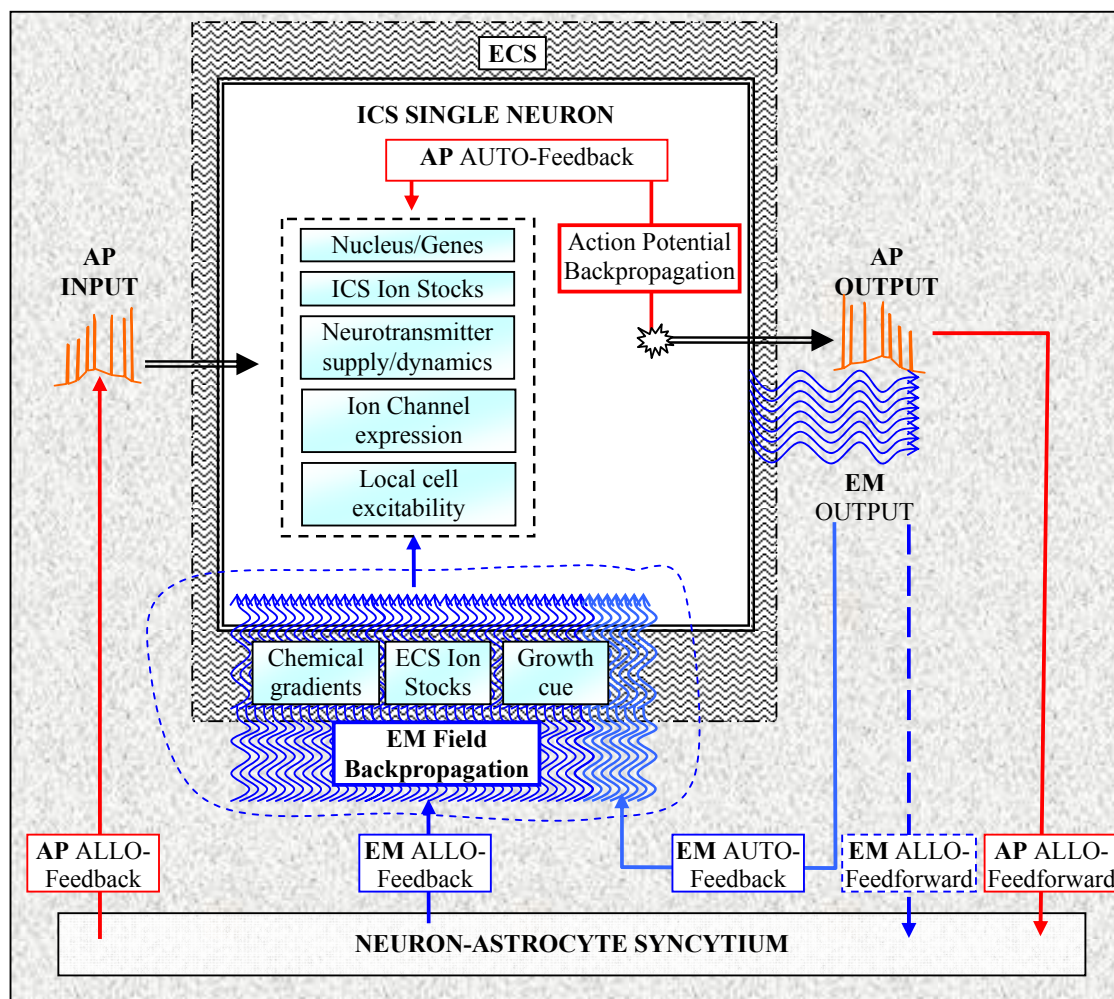 ECS
ICS SINGLE NEURON
AP AUTO-Feedback
Nucleus/Genes
ICS Ion Stocks
Neurotransmitter
supply/dynamics
Ion Channel
expression
Local cell
excitability
Action Potential
Backpropagation
AP
INPUT
AP
OUTPUT
EM
OUTPUT
Chemical
gradients
ECS Ion
Stocks
Growth
cue
EM Field
Backpropagation
AP ALLO-
Feedback
EM ALLO-
Feedback
EM AUTO-
Feedback
EM ALLO-
Feedforward
AP ALLO-
Feedforward
NEURON-ASTROCYTE SYNCYTIUM